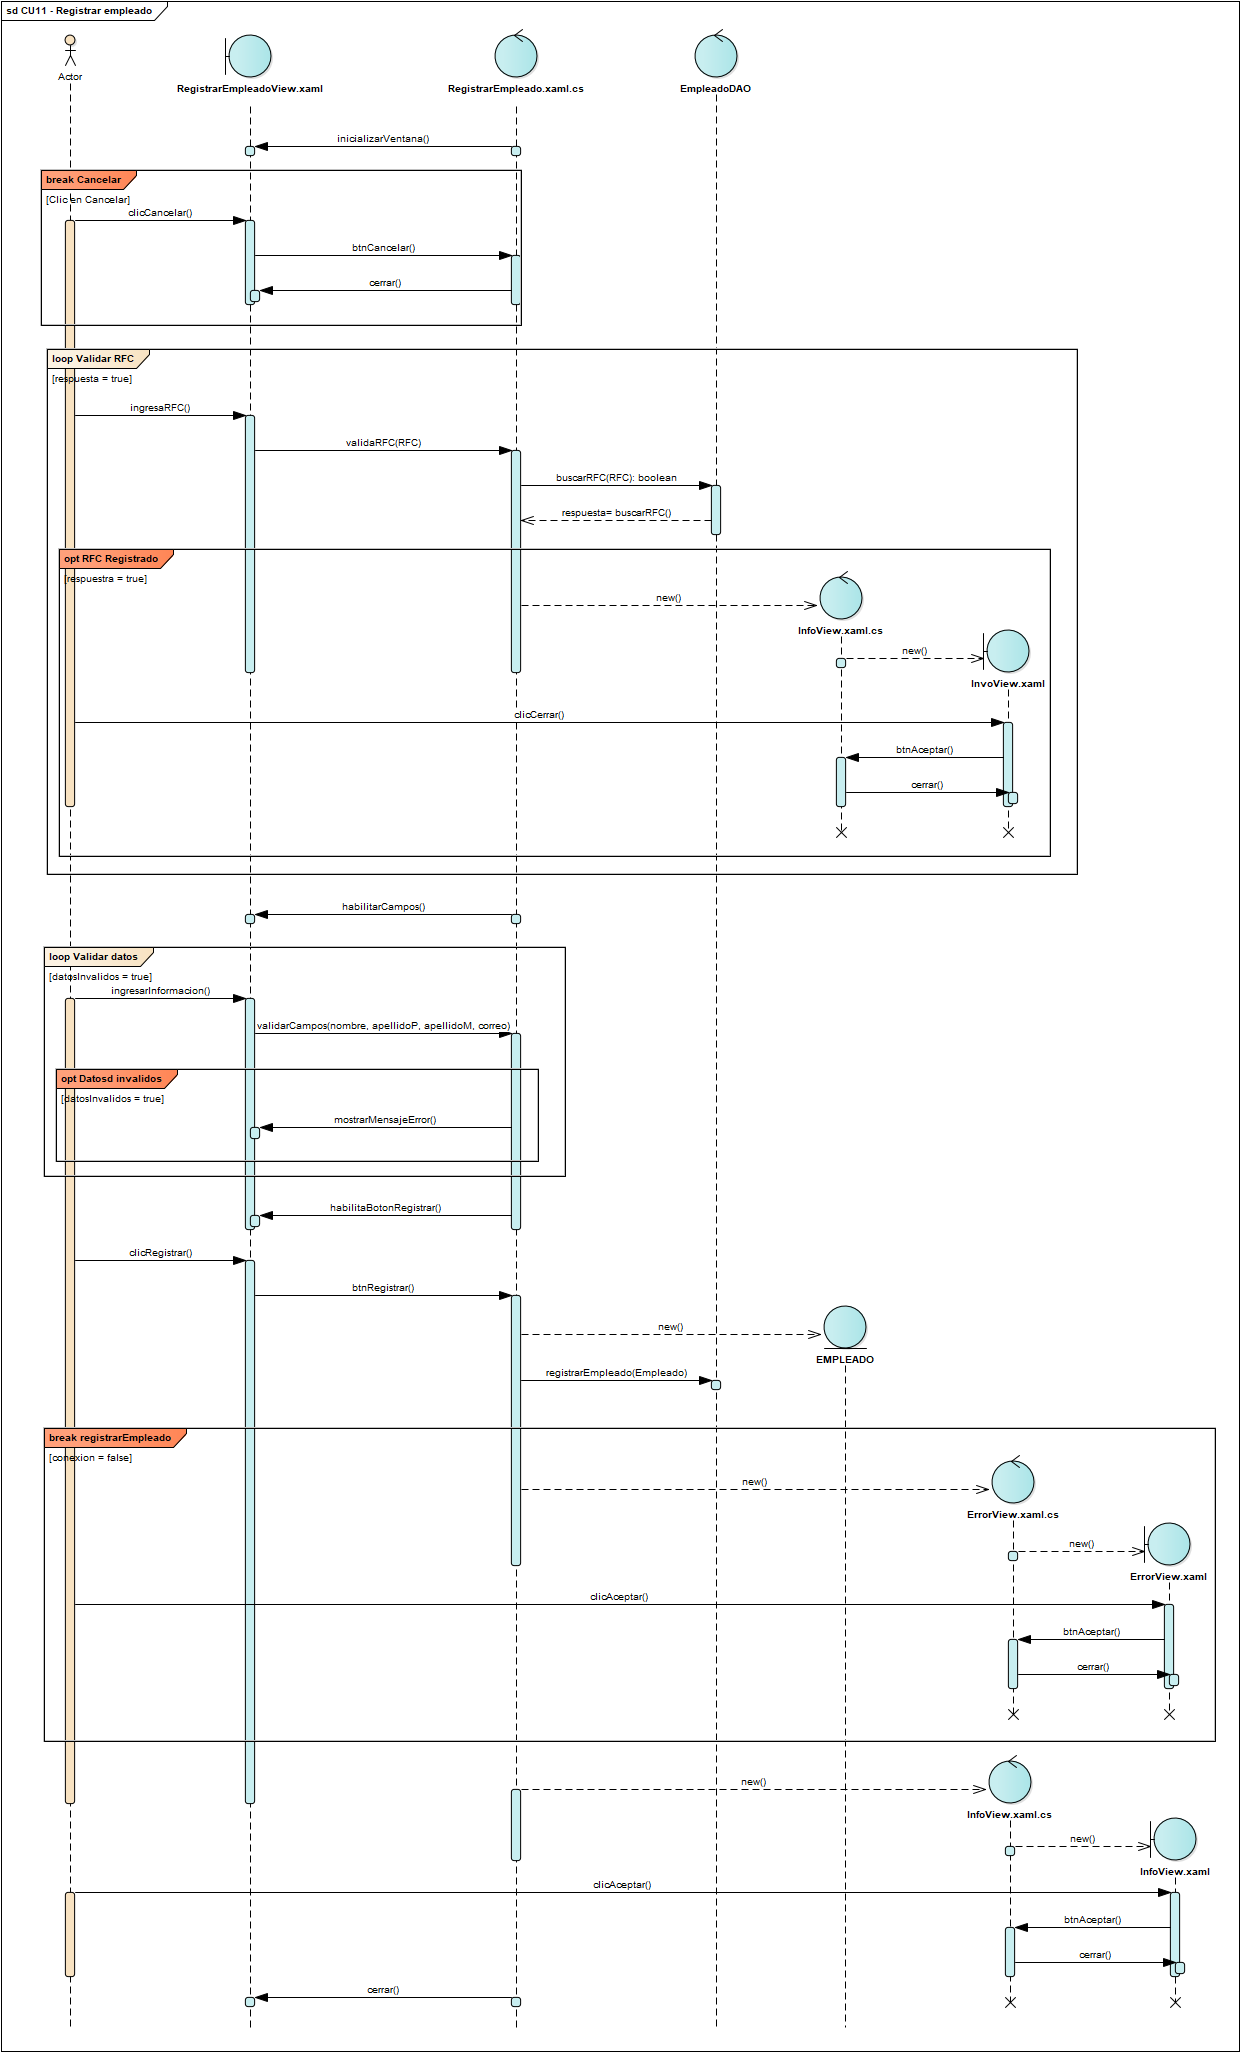 sd CU11 - Registrar empleado
Actor
RegistrarEmpleadoView.xaml
RegistrarEmpleado.xaml.cs
EmpleadoDAO
inicializarVentana()
break Cancelar
[Clic en Cancelar]
clicCancelar()
btnCancelar()
cerrar()
loop Validar RFC
[respuesta = true]
ingresaRFC()
validaRFC(RFC)
buscarRFC(RFC): boolean
respuesta= buscarRFC()
opt RFC Registrado
[respuestra = true]
new()
InfoView.xaml.cs
new()
InvoView.xaml
clicCerrar()
btnAceptar()
cerrar()
habilitarCampos()
loop Validar datos
[datosInvalidos = true]
ingresarInformacion()
validarCampos(nombre, apellidoP, apellidoM, correo)
opt Datosd invalidos
[datosInvalidos = true]
mostrarMensajeError()
habilitaBotonRegistrar()
clicRegistrar()
btnRegistrar()
new()
EMPLEADO
registrarEmpleado(Empleado)
break registrarEmpleado
[conexion = false]
new()
ErrorView.xaml.cs
new()
ErrorView.xaml
clicAceptar()
btnAceptar()
cerrar()
new()
InfoView.xaml.cs
new()
InfoView.xaml
clicAceptar()
btnAceptar()
cerrar()
cerrar()